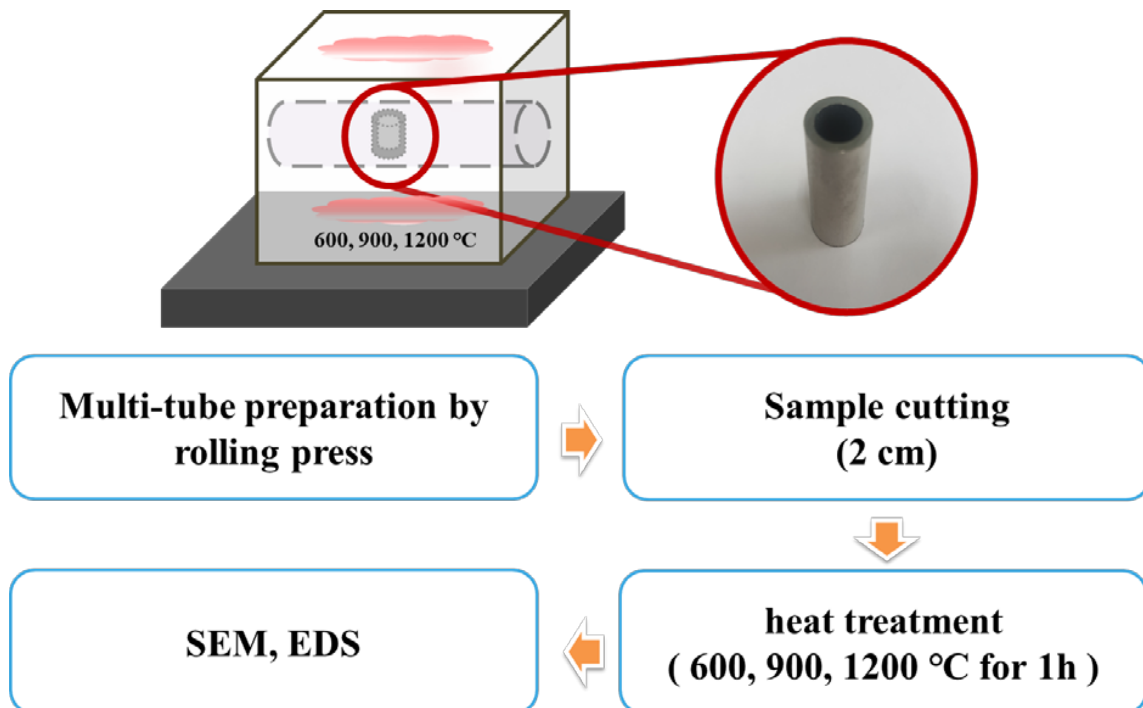 600, 900, 1200 ℃
Multi-tube preparation by
rolling press
Sample cutting
(2 cm)
heat treatment
( 600, 900, 1200 ℃ for 1h )
SEM, EDS